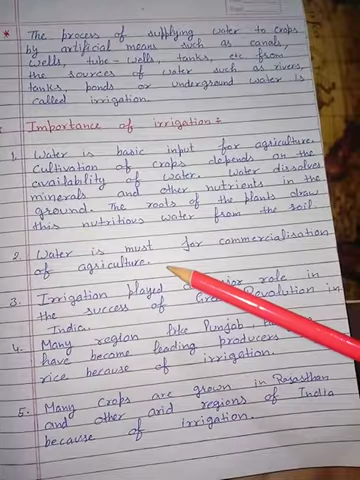 * The process of supplying water to crops
by artificial means such as canals,
wells, tube-wells, tanks, etc from
the sources of water such as rivers,
tanks, ponds or underground water is
called irrigation.
Importance of irrigation:
1. Water is basic input for agriculture.
Cultivation of crops depends on the
availability of water. Water dissolves
minerals and other nutrients in the
ground. The roots of the plants draw
this nutritious water from the soil.
2. Water is must for commercialisation
of agriculture.
3. Irrigation played role in
the success of Revolution in
India.
4. Many region like Punjab,
have become leading producers
rice because of irrigation.
5. Many crops are grown in Rajasthan
and other arid regions of India
because of irrigation.